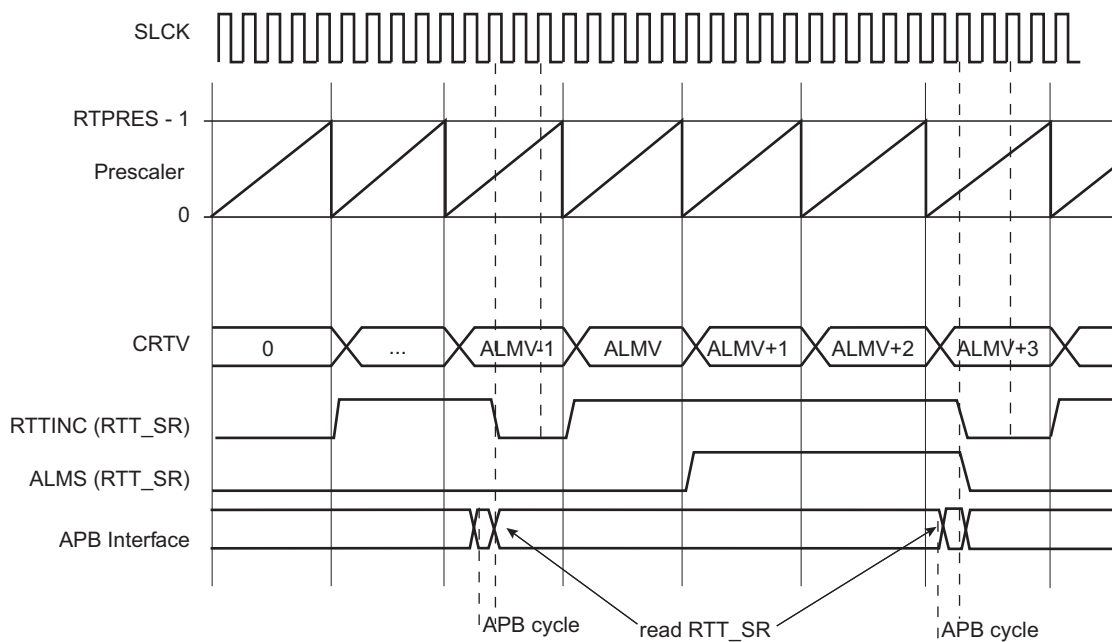 SLCK
RTPRES - 1
Prescaler
0
CRTV
0 ... ALMV-1 ALMV ALMV+1 ALMV+2 ALMV+3
RTTINC (RTT_SR)
ALMS (RTT_SR)
APB Interface
APB cycle read RTT_SR APB cycle